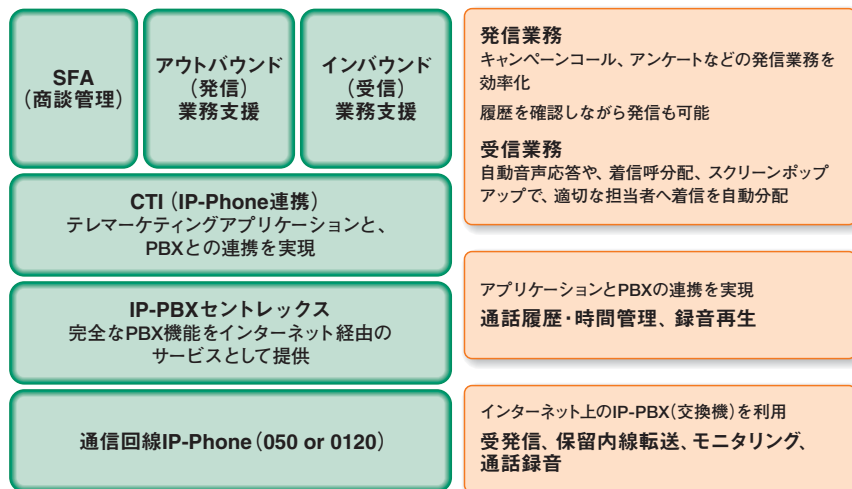 SFA
(商談管理)
アウトバウンド
(発信)
業務支援
インバウンド
(受信)
業務支援
CTI(IP-Phone連携)
テレマーケティングアプリケーションと、
PBXとの連携を実現
IP-PBXセントレックス
完全なPBX機能をインターネット経由の
サービスとして提供
通信回線IP-Phone(050 or 0120)
発信業務
キャンペーンコール、アンケートなどの発信業務を
効率化
履歴を確認しながら発信も可能
受信業務
自動音声応答や、着信呼分配、スクリーンポップ
アップで、適切な担当者へ着信を自動分配
アプリケーションとPBXの連携を実現
通話履歴・時間管理、録音再生
インターネット上のIP-PBX(交換機)を利用
受発信、保留内線転送、モニタリング、
通話録音